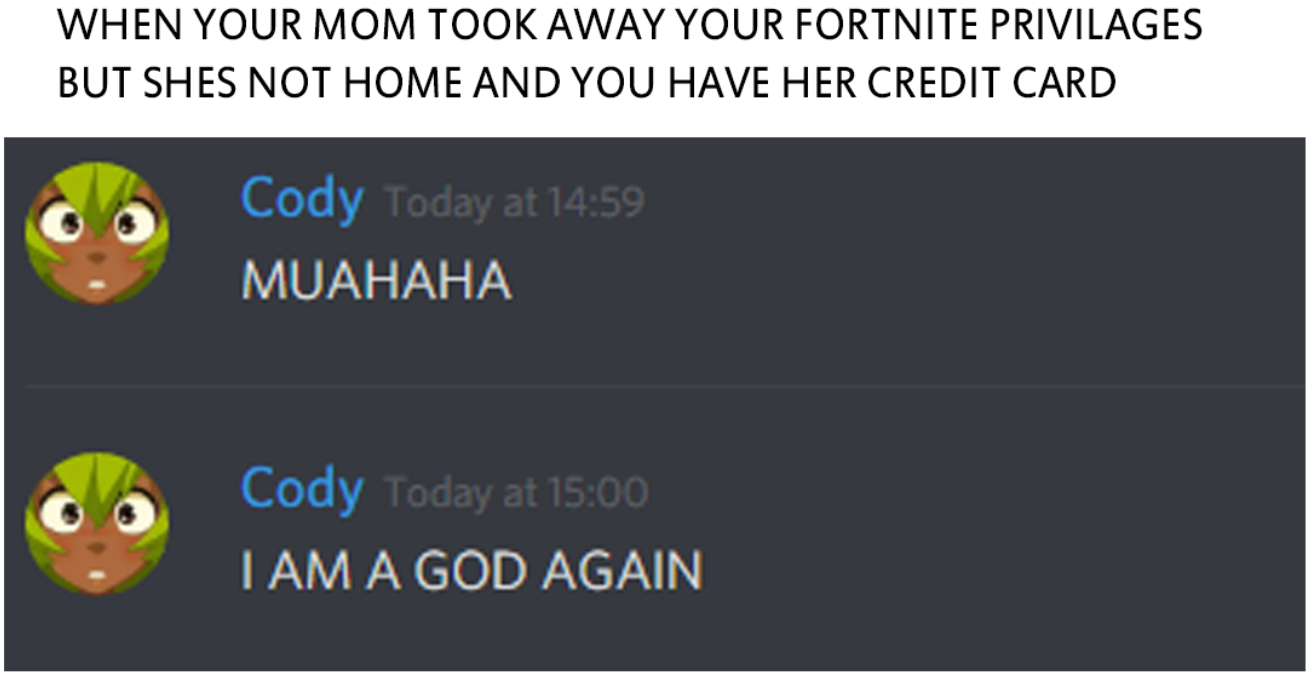 WHEN YOUR MOM TOOK AWAY YOUR FORTNITE PRIVILAGES
BUT SHES NOT HOME AND YOU HAVE HER CREDIT CARD
Cody Today at 14:59
MUAHAHA
Cody Today at 15:00
I AM A GOD AGAIN